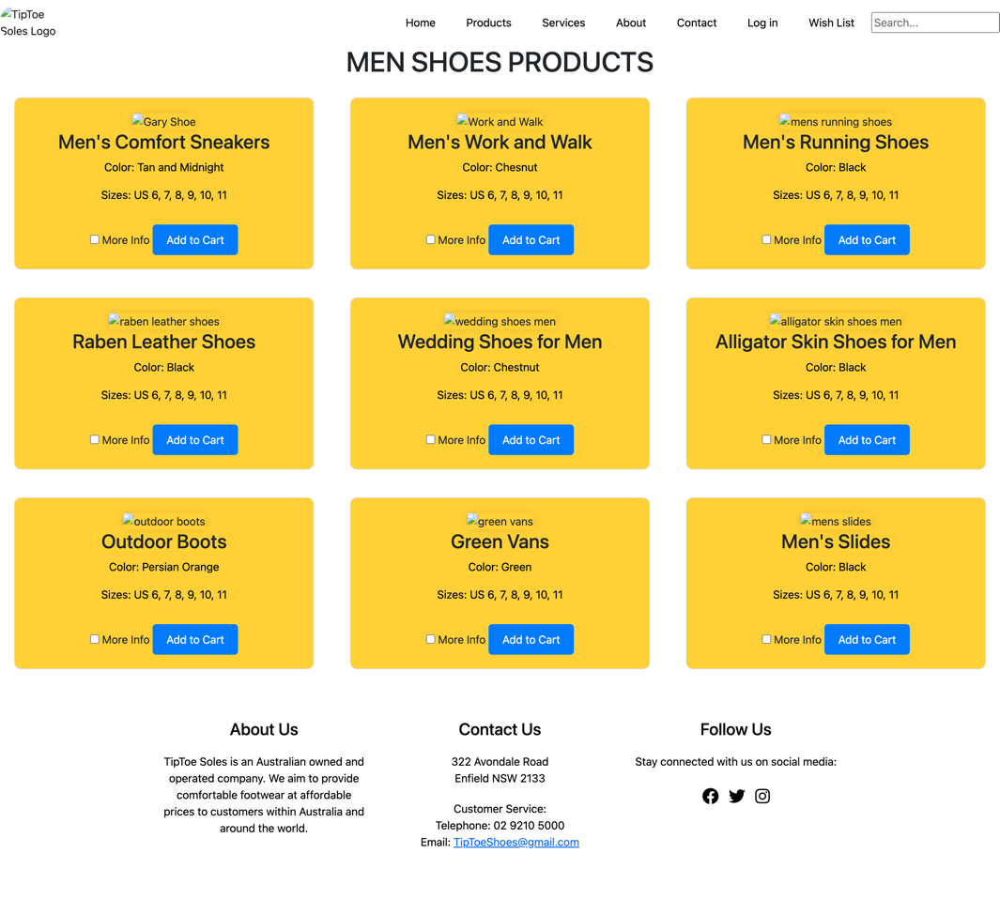 TipToe
Soles Logo
Home Products Services About Contact Log in Wish List Search...
MEN SHOES PRODUCTS
Gary Shoe
Men's Comfort Sneakers
Color: Tan and Midnight
Sizes: US 6, 7, 8, 9, 10, 11
More Info Add to Cart
Work and Walk
Men's Work and Walk
Color: Chesnut
Sizes: US 6, 7, 8, 9, 10, 11
More Info Add to Cart
mens running shoes
Men's Running Shoes
Color: Black
Sizes: US 6, 7, 8, 9, 10, 11
More Info Add to Cart
raben leather shoes
Raben Leather Shoes
Color: Black
Sizes: US 6, 7, 8, 9, 10, 11
More Info Add to Cart
wedding shoes men
Wedding Shoes for Men
Color: Chestnut
Sizes: US 6, 7, 8, 9, 10, 11
More Info Add to Cart
alligator skin shoes men
Alligator Skin Shoes for Men
Color: Black
Sizes: US 6, 7, 8, 9, 10, 11
More Info Add to Cart
outdoor boots
Outdoor Boots
Color: Persian Orange
Sizes: US 6, 7, 8, 9, 10, 11
More Info Add to Cart
green vans
Green Vans
Color: Green
Sizes: US 6, 7, 8, 9, 10, 11
More Info Add to Cart
mens slides
Men's Slides
Color: Black
Sizes: US 6, 7, 8, 9, 10, 11
More Info Add to Cart
About Us
TipToe Soles is an Australian owned and
operated company. We aim to provide
comfortable footwear at affordable
prices to customers within Australia and
around the world.
Contact Us
322 Avondale Road
Enfield NSW 2133
Customer Service:
Telephone: 02 9210 5000
Email: TipToeShoes@gmail.com
Follow Us
Stay connected with us on social media: